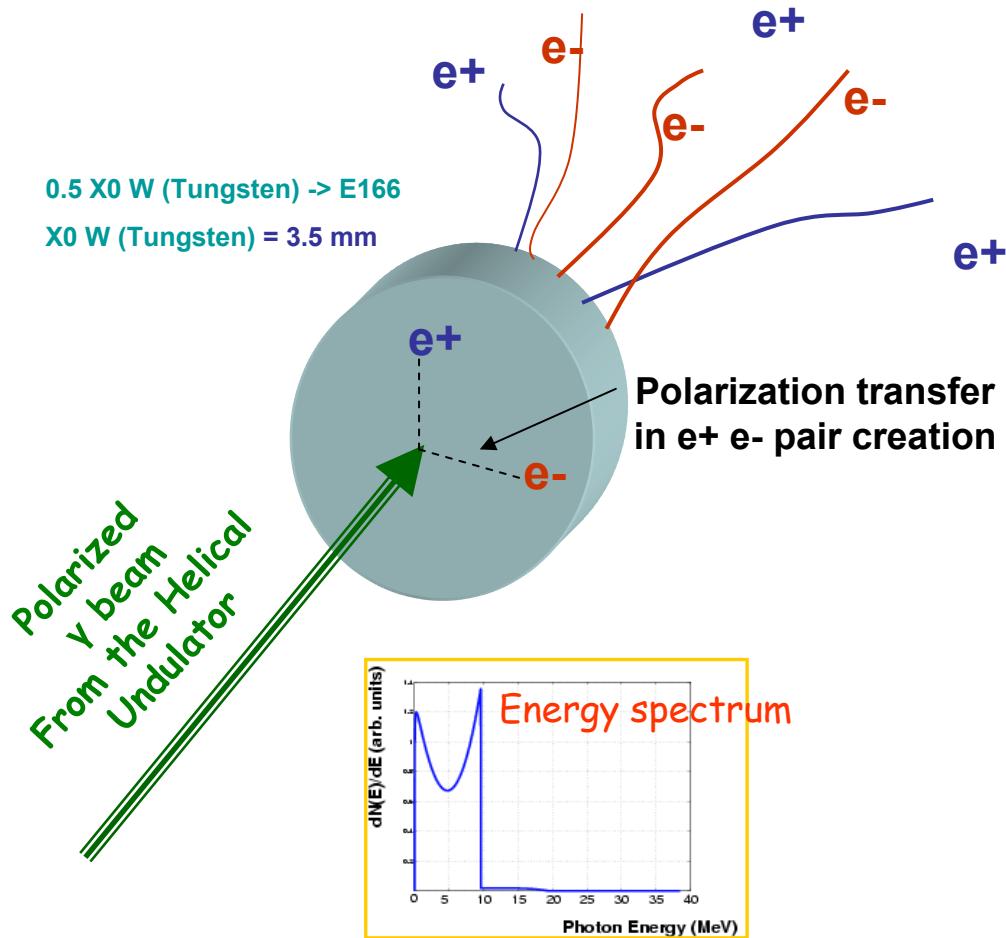 e+
e-
e+
e-
e-
e+
0.5 X0 W (Tungsten) -> E166
X0 W (Tungsten) = 3.5 mm
e+
e-
Polarization transfer
in e+ e- pair creation
Polarized
γ beam
From the Helical
Undulator
Energy spectrum
dN(E)/dE (arb. units)
0 5 10 15 20 25 30 35 40
Photon Energy (MeV)